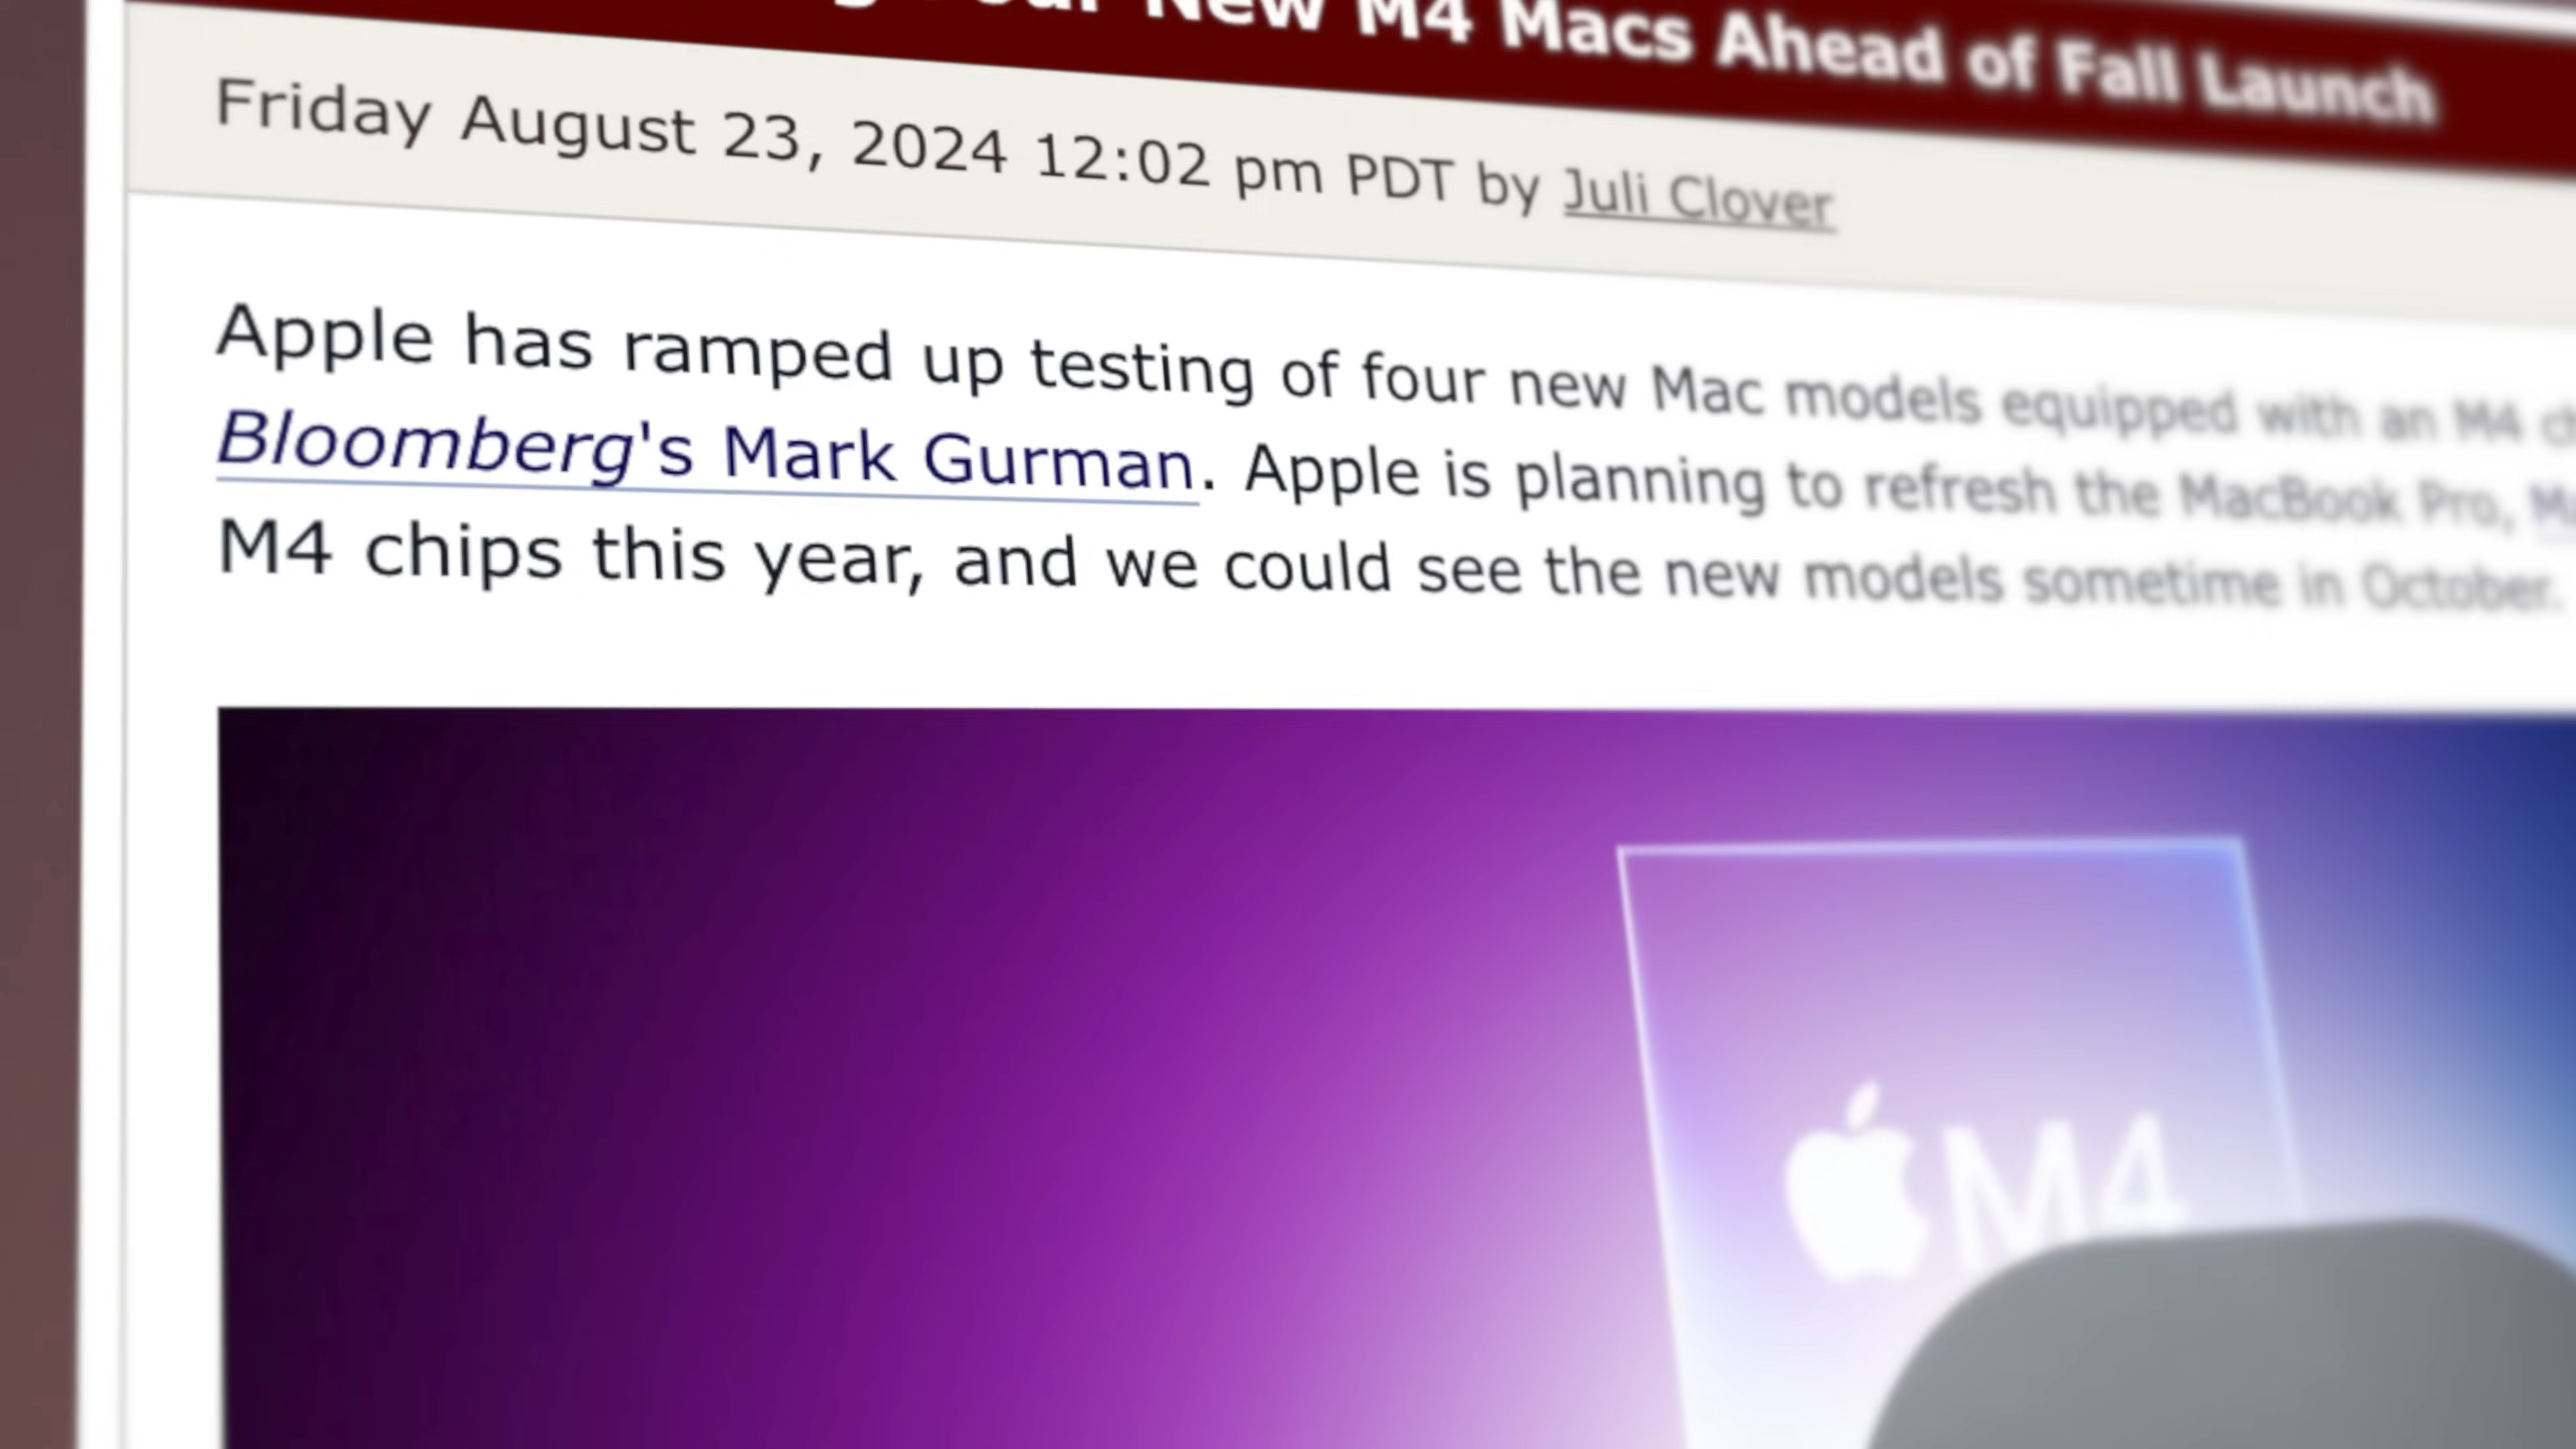 New M4 Macs Ahead of Fall Launch
Friday August 23, 2024 12:02 pm PDT by Juli Clover
Apple has ramped up testing of four new Mac models equipped with an M4
Bloomberg's Mark Gurman. Apple is planning to refresh the MacBook Pro,
M4 chips this year, and we could see the new models sometime in October.
M4